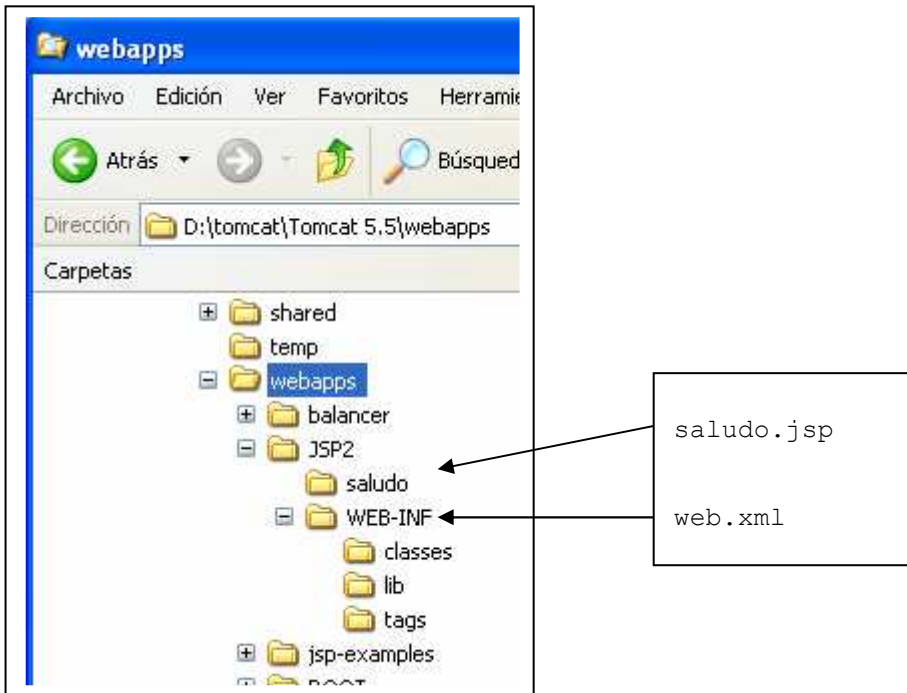 webapps
Archivo Edición Ver Favoritos Herramie
Atrás Búsqued
Dirección D:\tomcat\Tomcat 5.5\webapps
Carpetas
shared
temp
webapps
balancer
JSP2
saludo
WEB-INF
classes
lib
tags
jsp-examples
saludo.jsp
web.xml